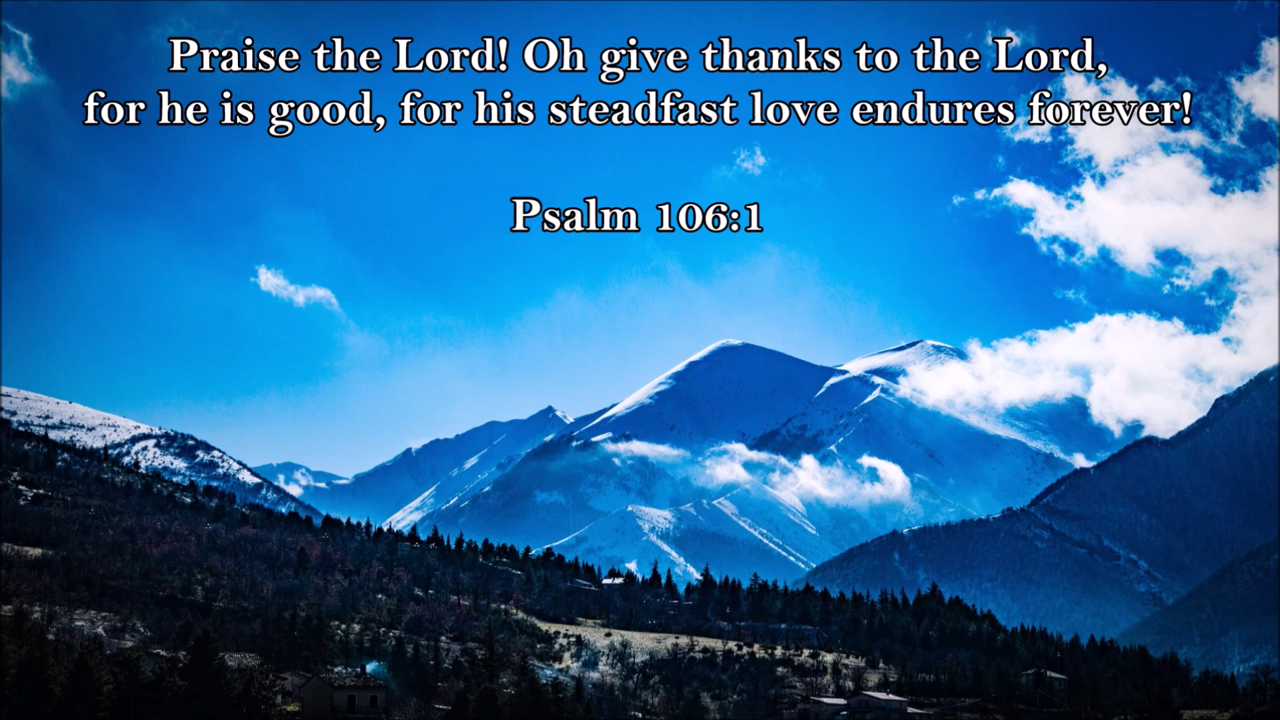 Praise the Lord! Oh give thanks to the Lord,
for he is good, for his steadfast love endures forever!
Psalm 106:1